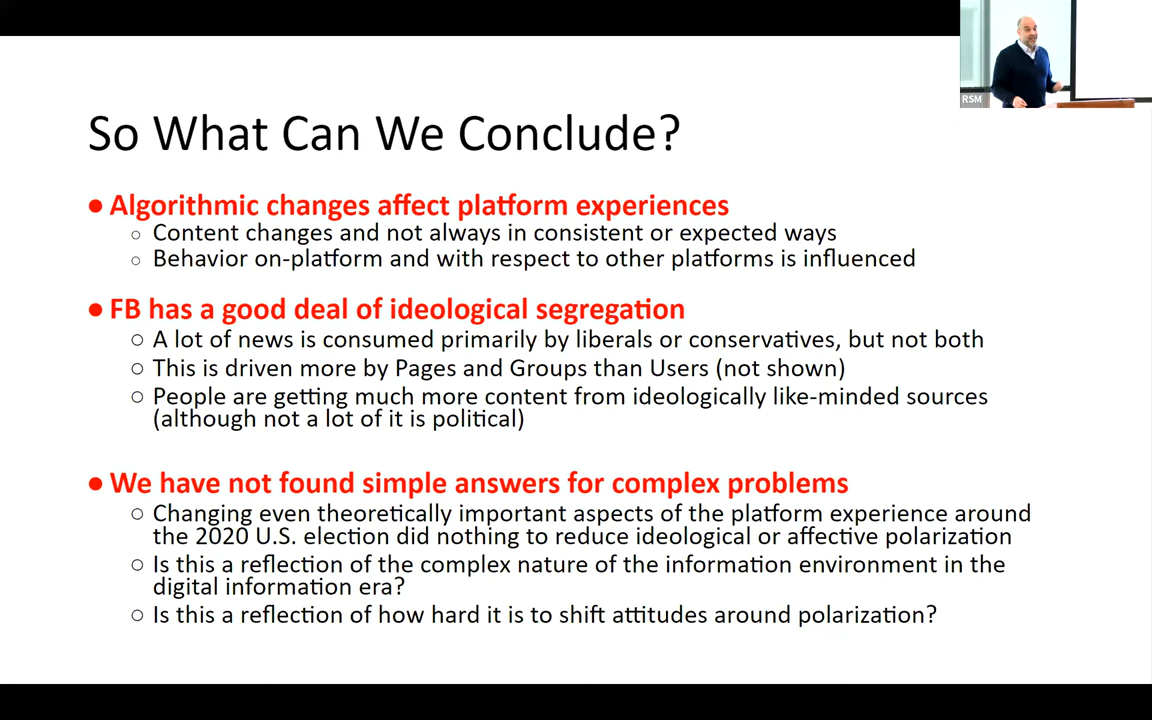 RSM
So What Can We Conclude?
● Algorithmic changes affect platform experiences
○ Content changes and not always in consistent or expected ways
○ Behavior on-platform and with respect to other platforms is influenced
● FB has a good deal of ideological segregation
○ A lot of news is consumed primarily by liberals or conservatives, but not both
○ This is driven more by Pages and Groups than Users (not shown)
○ People are getting much more content from ideologically like-minded sources
(although not a lot of it is political)
● We have not found simple answers for complex problems
○ Changing even theoretically important aspects of the platform experience around
the 2020 U.S. election did nothing to reduce ideological or affective polarization
○ Is this a reflection of the complex nature of the information environment in the
digital information era?
○ Is this a reflection of how hard it is to shift attitudes around polarization?